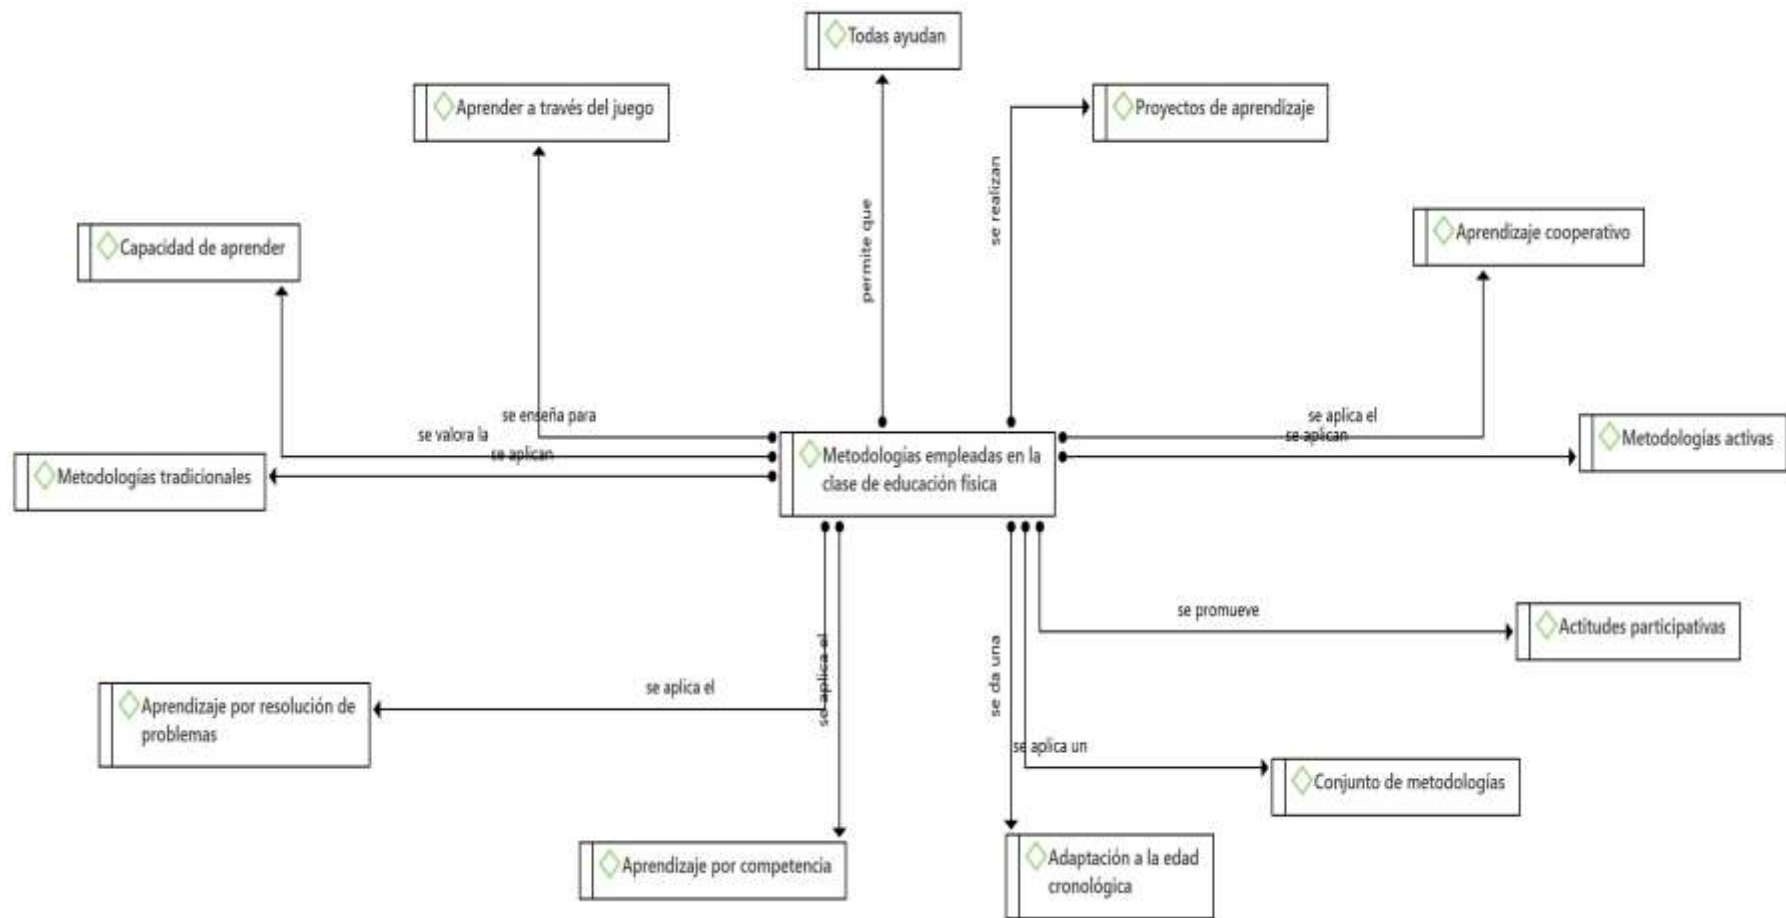 Todas ayudan
Aprender a través del juego
Proyectos de aprendizaje
permite que
se realizan
Capacidad de aprender
Aprendizaje cooperativo
se enseña para
se aplica el
se valora la
se aplican
se aplican
Metodologías activas
Metodologías tradicionales
Metodologías empleadas en la
clase de educación física
se promueve
Actitudes participativas
se aplica el
se aplica el
se da una
Aprendizaje por resolución de
problemas
se aplica un
Conjunto de metodologías
Aprendizaje por competencia
Adaptación a la edad
cronológica